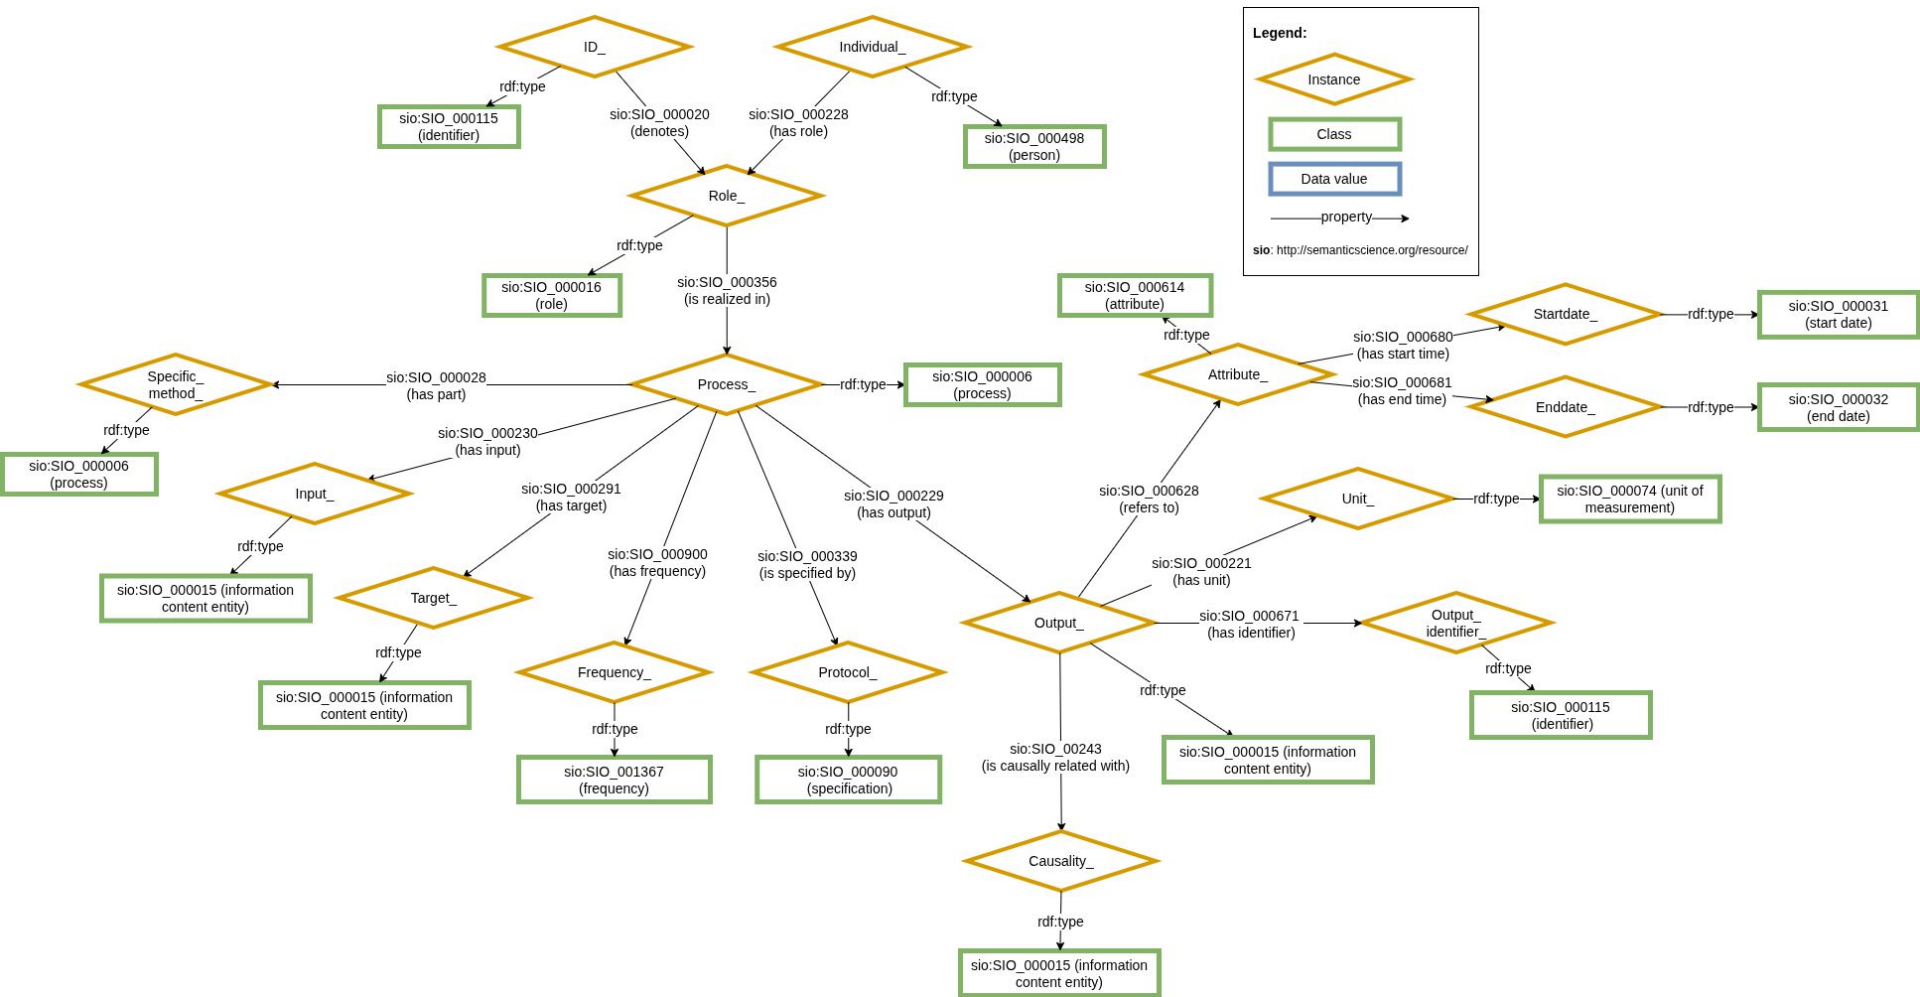 ID_
Individual_
Legend:
Instance
Class
Data value
property
sio: http://semanticscience.org/resource/
rdf:type
rdf:type
sio:SIO_000115
(identifier)
sio:SIO_000020
(denotes)
sio:SIO_000228
(has role)
sio:SIO_000498
(person)
Role_
rdf:type
sio:SIO_000016
(role)
sio:SIO_000356
(is realized in)
sio:SIO_000614
(attribute)
rdf:type
Attribute_
sio:SIO_000680
(has start time)
Startdate_
rdf:type
sio:SIO_000031
(start date)
sio:SIO_000681
(has end time)
Enddate_
rdf:type
sio:SIO_000032
(end date)
Specific_
method_
sio:SIO_000028
(has part)
Process_
rdf:type
sio:SIO_000006
(process)
rdf:type
sio:SIO_000006
(process)
sio:SIO_000230
(has input)
Input_
rdf:type
sio:SIO_000015 (information
content entity)
sio:SIO_000291
(has target)
Target_
rdf:type
sio:SIO_000015 (information
content entity)
sio:SIO_000900
(has frequency)
Frequency_
rdf:type
sio:SIO_001367
(frequency)
sio:SIO_000339
(is specified by)
Protocol_
rdf:type
sio:SIO_000090
(specification)
sio:SIO_000229
(has output)
Output_
sio:SIO_000628
(refers to)
sio:SIO_000221
(has unit)
Unit_
rdf:type
sio:SIO_000074 (unit of
measurement)
sio:SIO_000671
(has identifier)
Output_
identifier_
rdf:type
sio:SIO_000115
(identifier)
rdf:type
sio:SIO_000015 (information
content entity)
sio:SIO_00243
(is causally related with)
Causality_
rdf:type
sio:SIO_000015 (information
content entity)